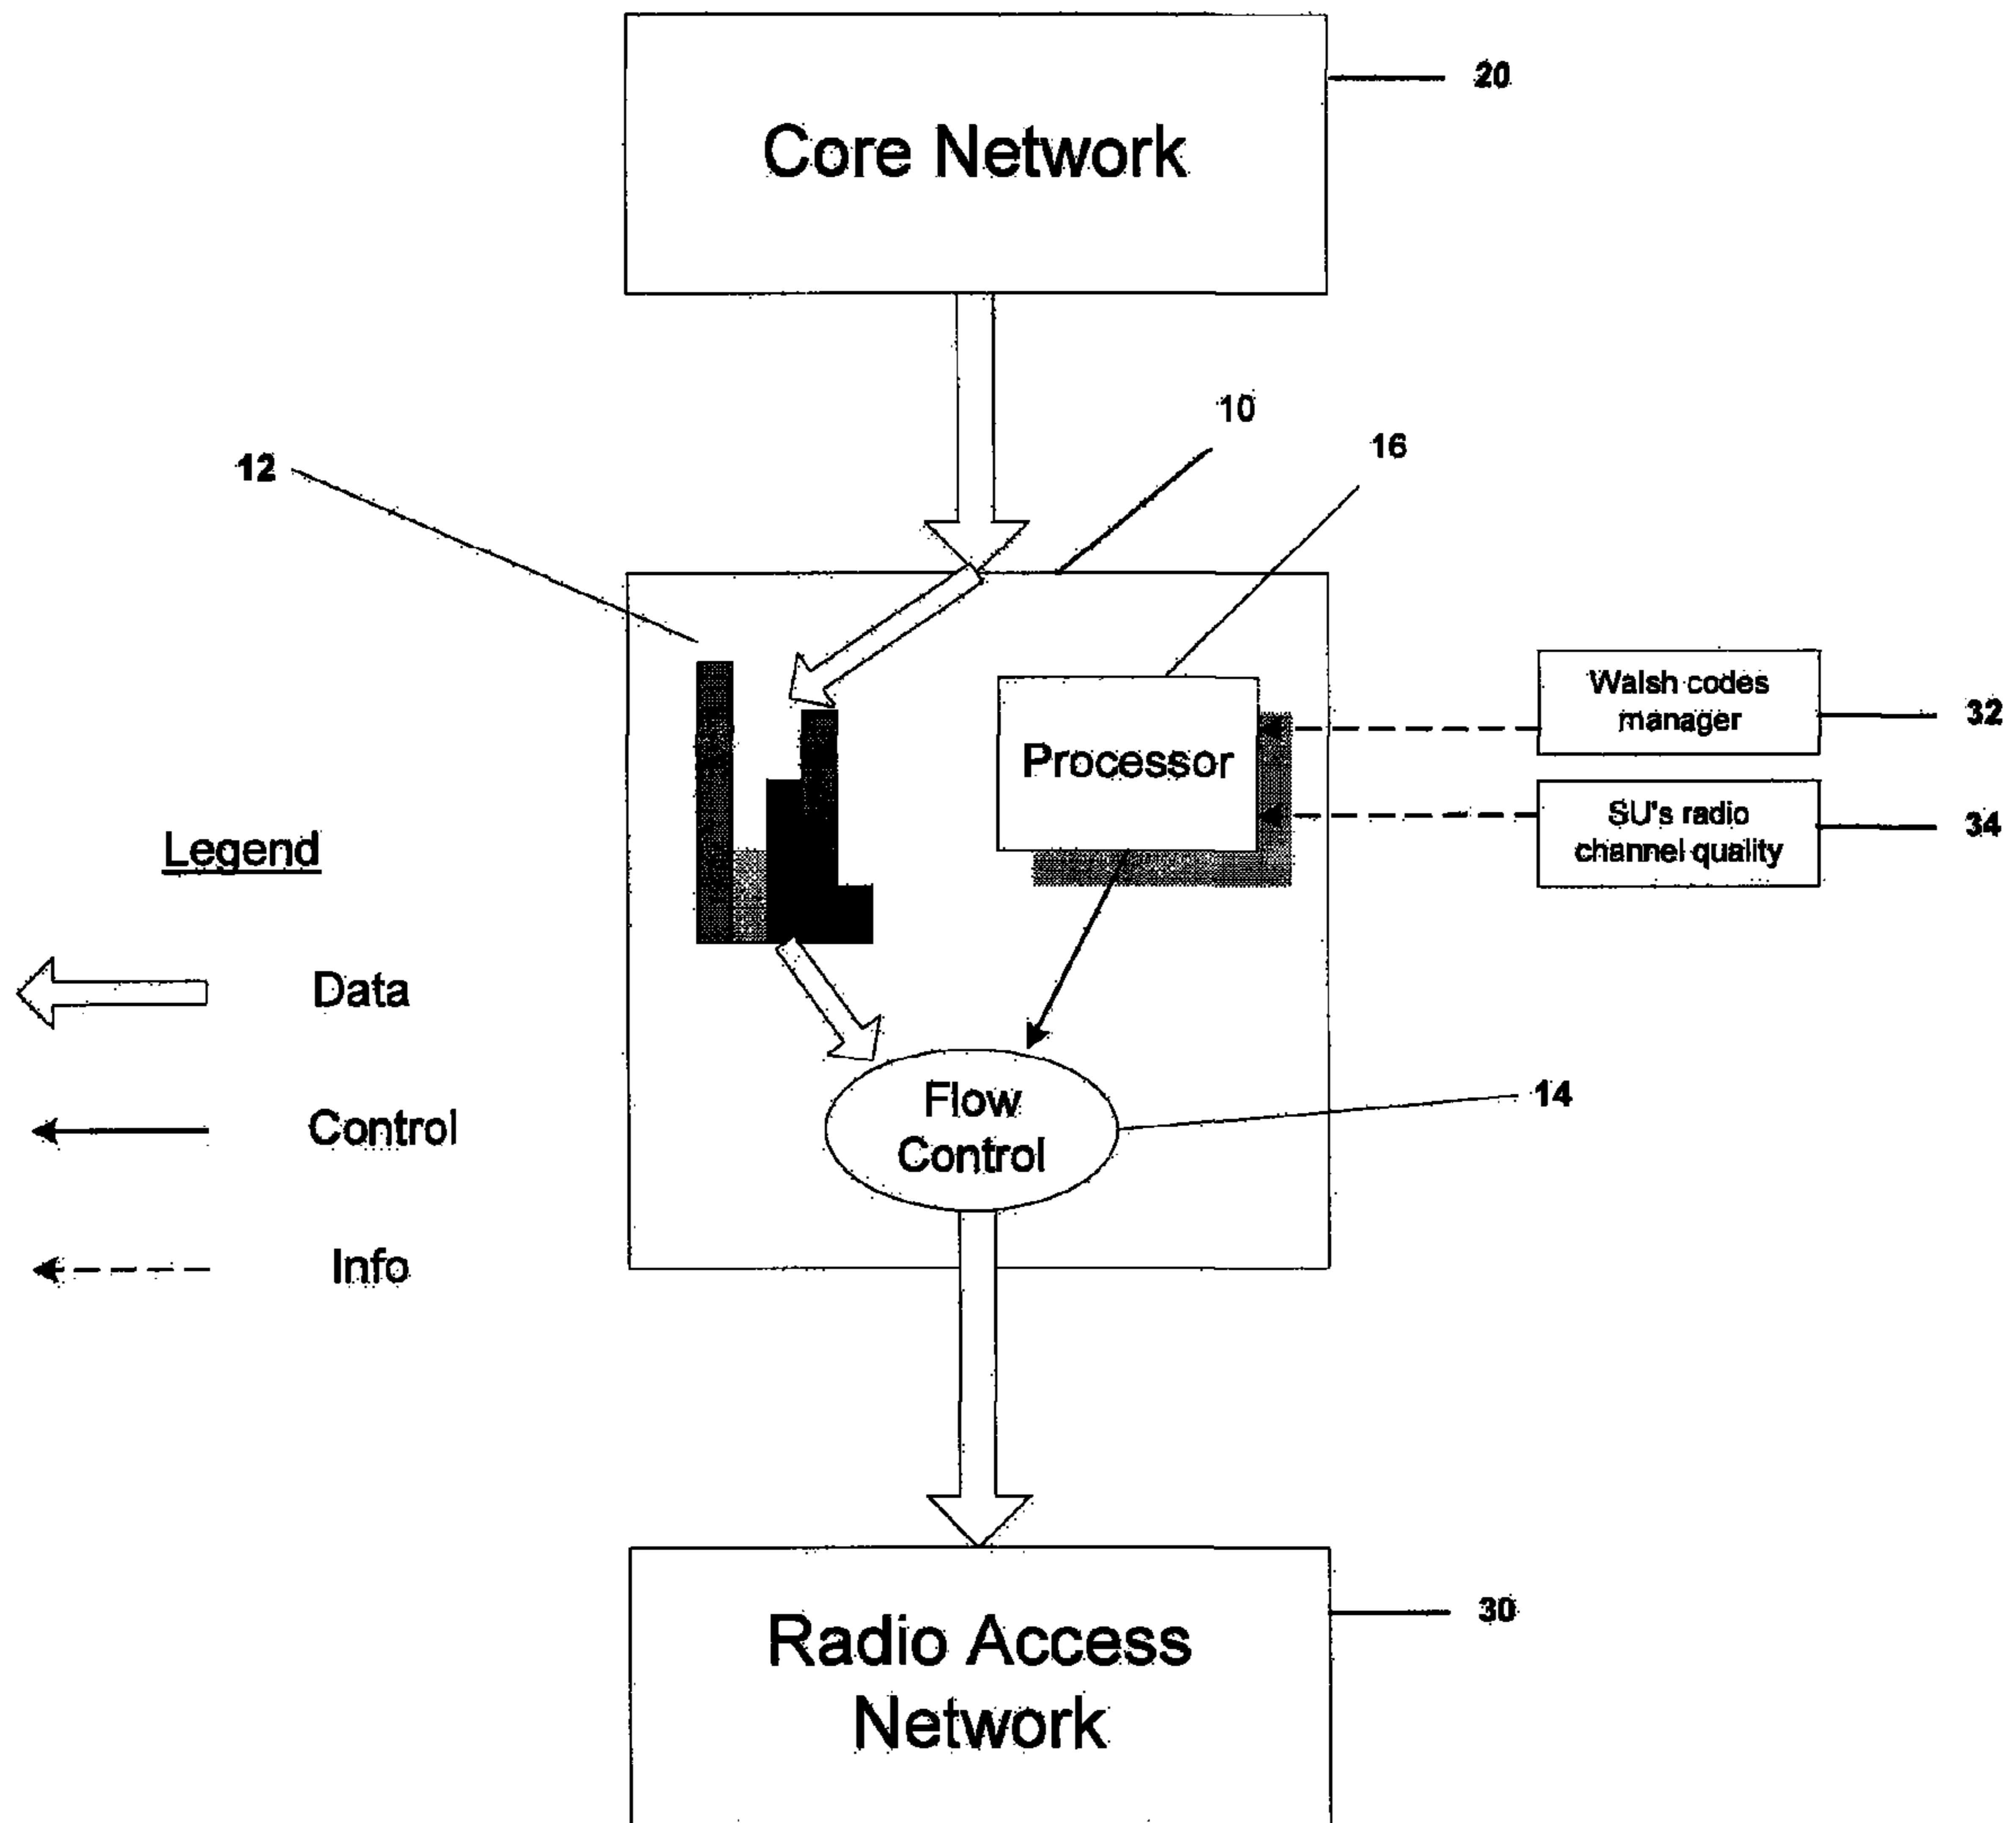 Core Network
20
10
16
12
Processor
Walsh codes
manager
32
SU's radio
channel quality
34
Legend
Data
Control
Info
Flow
Control
14
Radio Access
Network
30